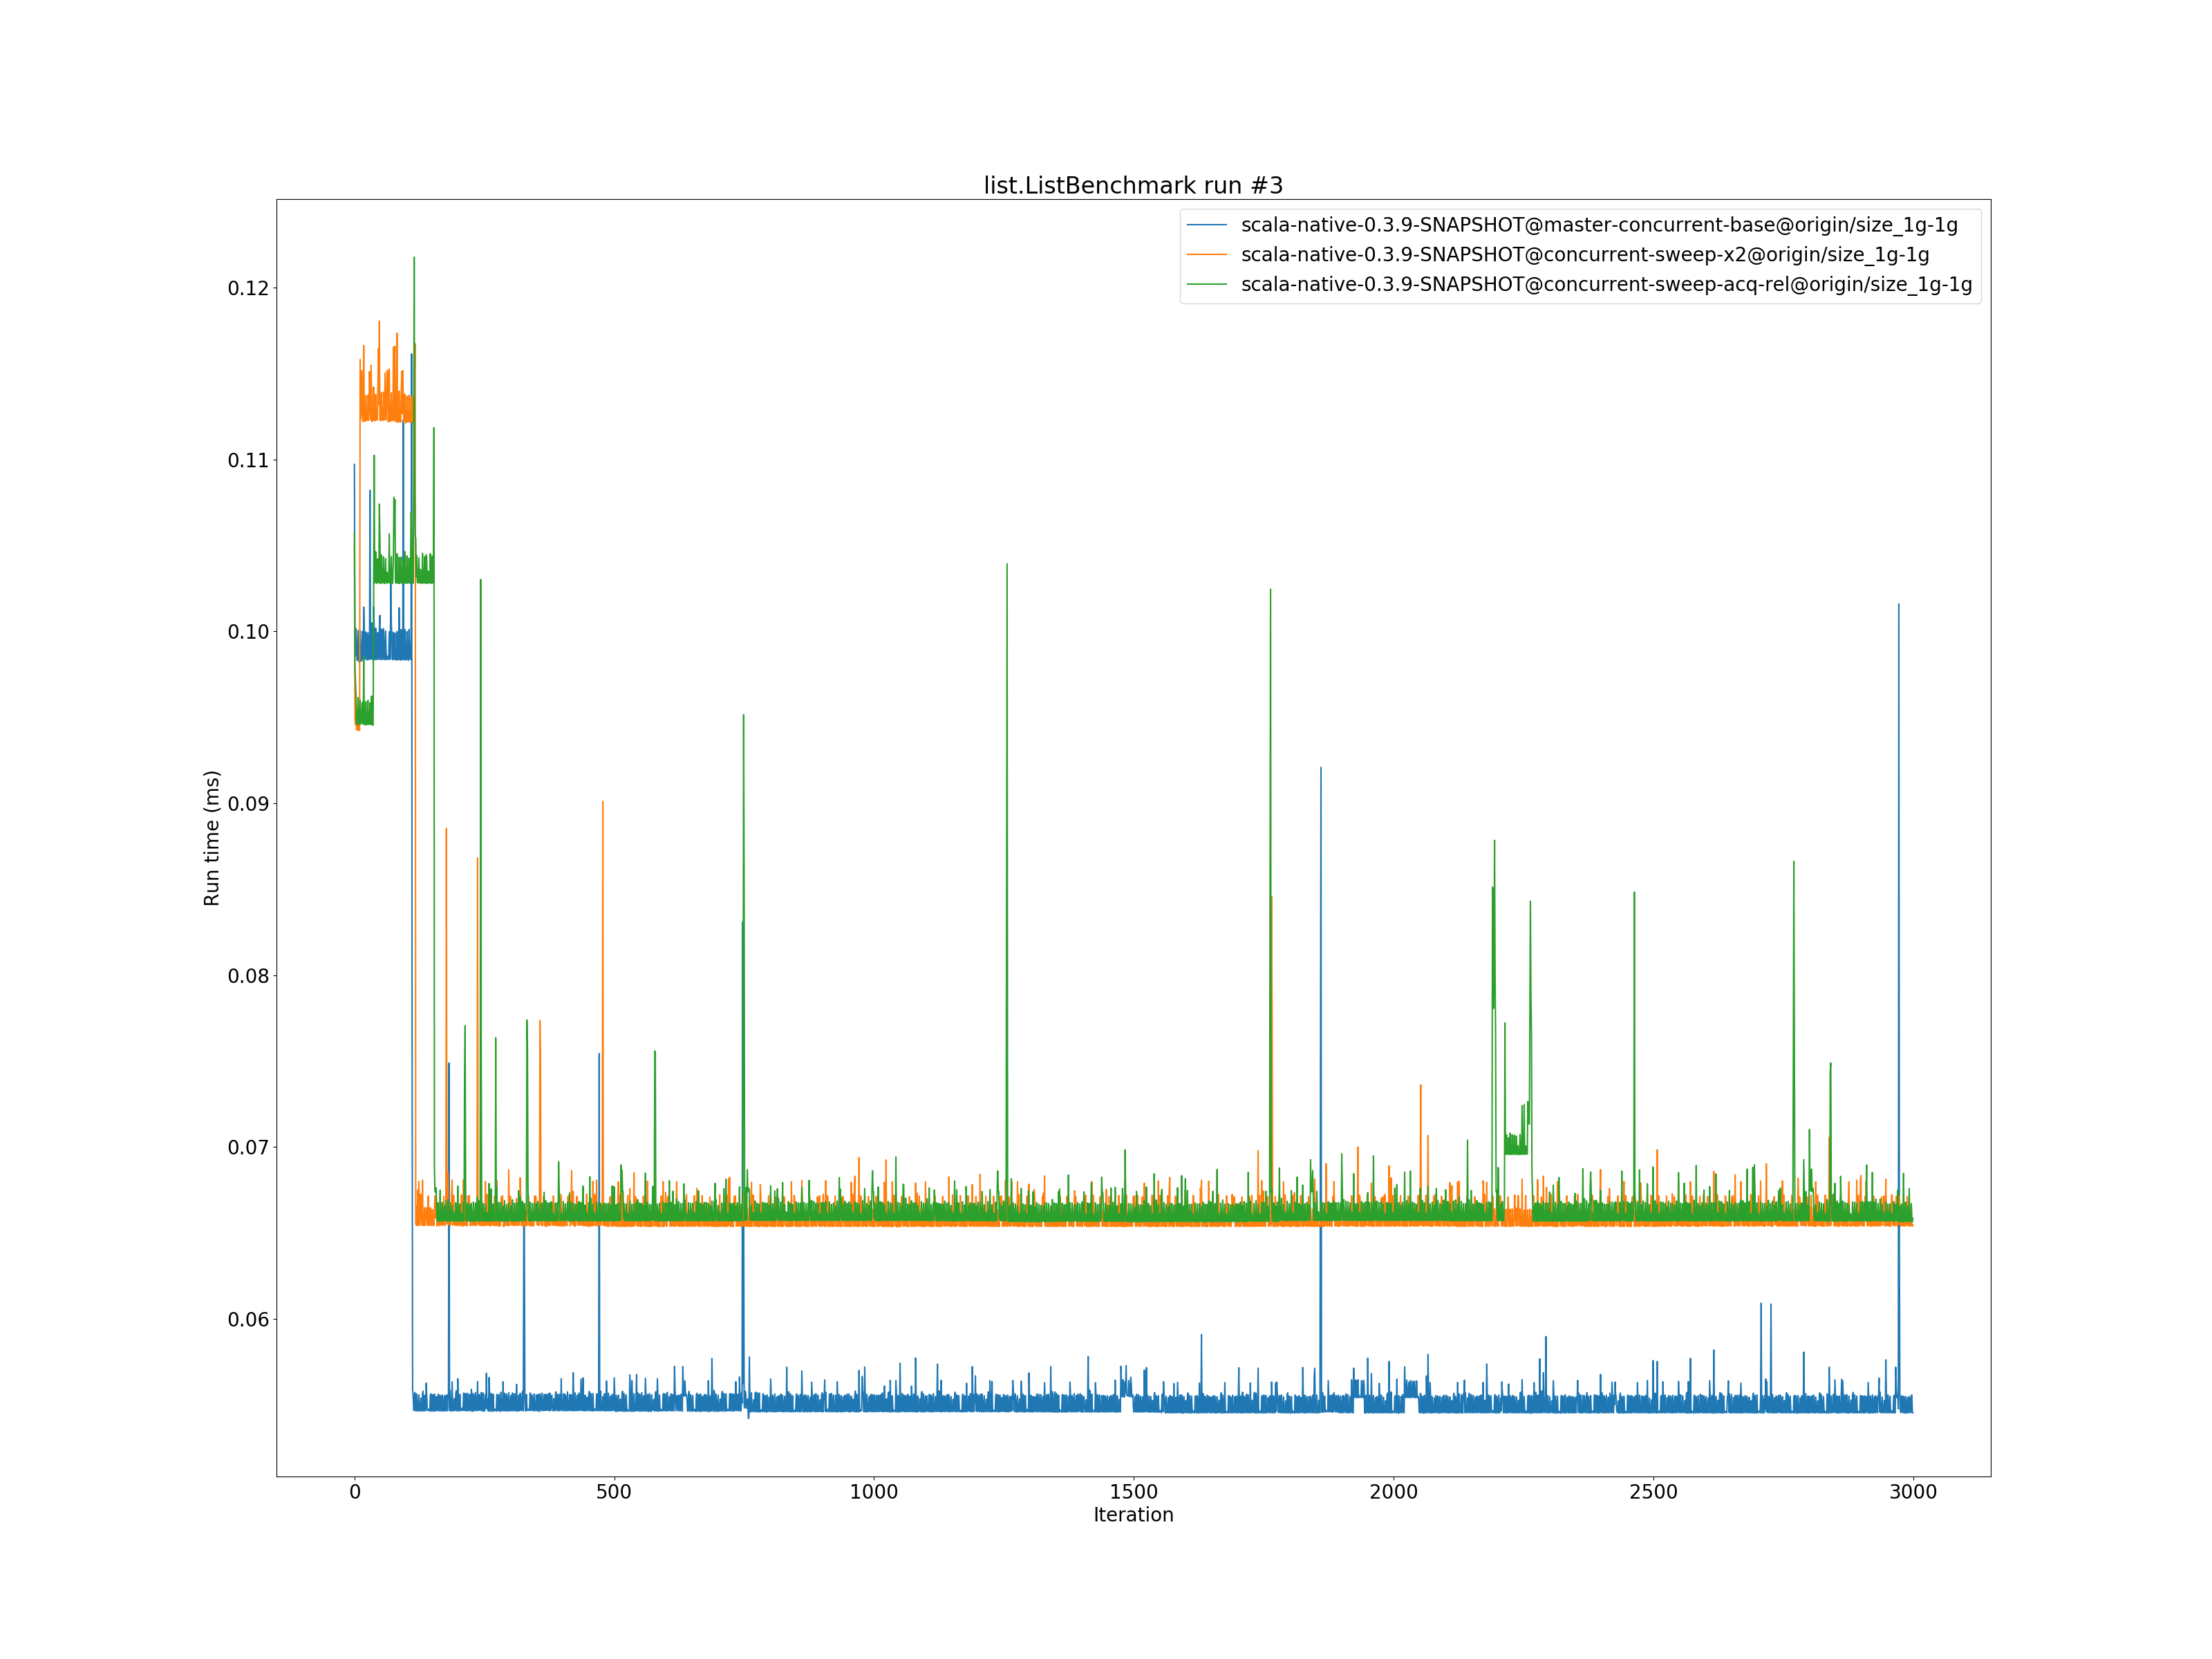 list.ListBenchmark run #3
scala-native-0.3.9-SNAPSHOT@master-concurrent-base@origin/size_1g-1g
scala-native-0.3.9-SNAPSHOT@concurrent-sweep-x2@origin/size_1g-1g
scala-native-0.3.9-SNAPSHOT@concurrent-sweep-acq-rel@origin/size_1g-1g
0.12
0.11
0.10
0.09
0.08
0.07
0.06
Run time (ms)
0 500 1000 1500 2000 2500 3000
Iteration